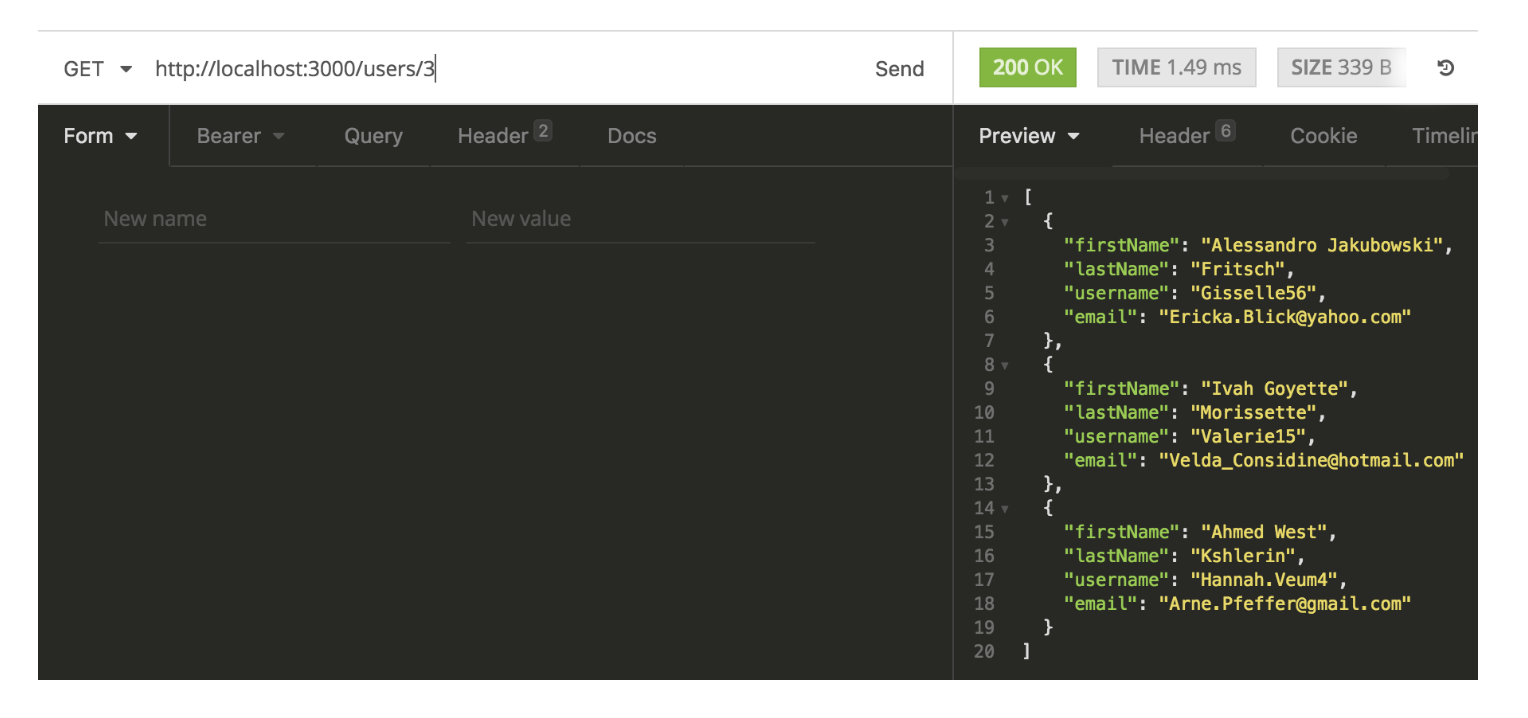 GET http://localhost:3000/users/3 Send
200 OK TIME 1.49 ms SIZE 339 B
Form Bearer Query Header 2 Docs
New name New value
Preview Header 6 Cookie Timelin
1 [
2 {
3 "firstName": "Alessandro Jakubowski",
4 "lastName": "Fritsch",
5 "username": "Gisselle56",
6 "email": "Ericka.Blick@yahoo.com"
7 },
8 {
9 "firstName": "Ivah Goyette",
10 "lastName": "Morissette",
11 "username": "Valerie15",
12 "email": "Velda_Considine@hotmail.com"
13 },
14 {
15 "firstName": "Ahmed West",
16 "lastName": "Kshlerin",
17 "username": "Hannah.Veum4",
18 "email": "Arne.Pfeffer@gmail.com"
19 }
20 ]